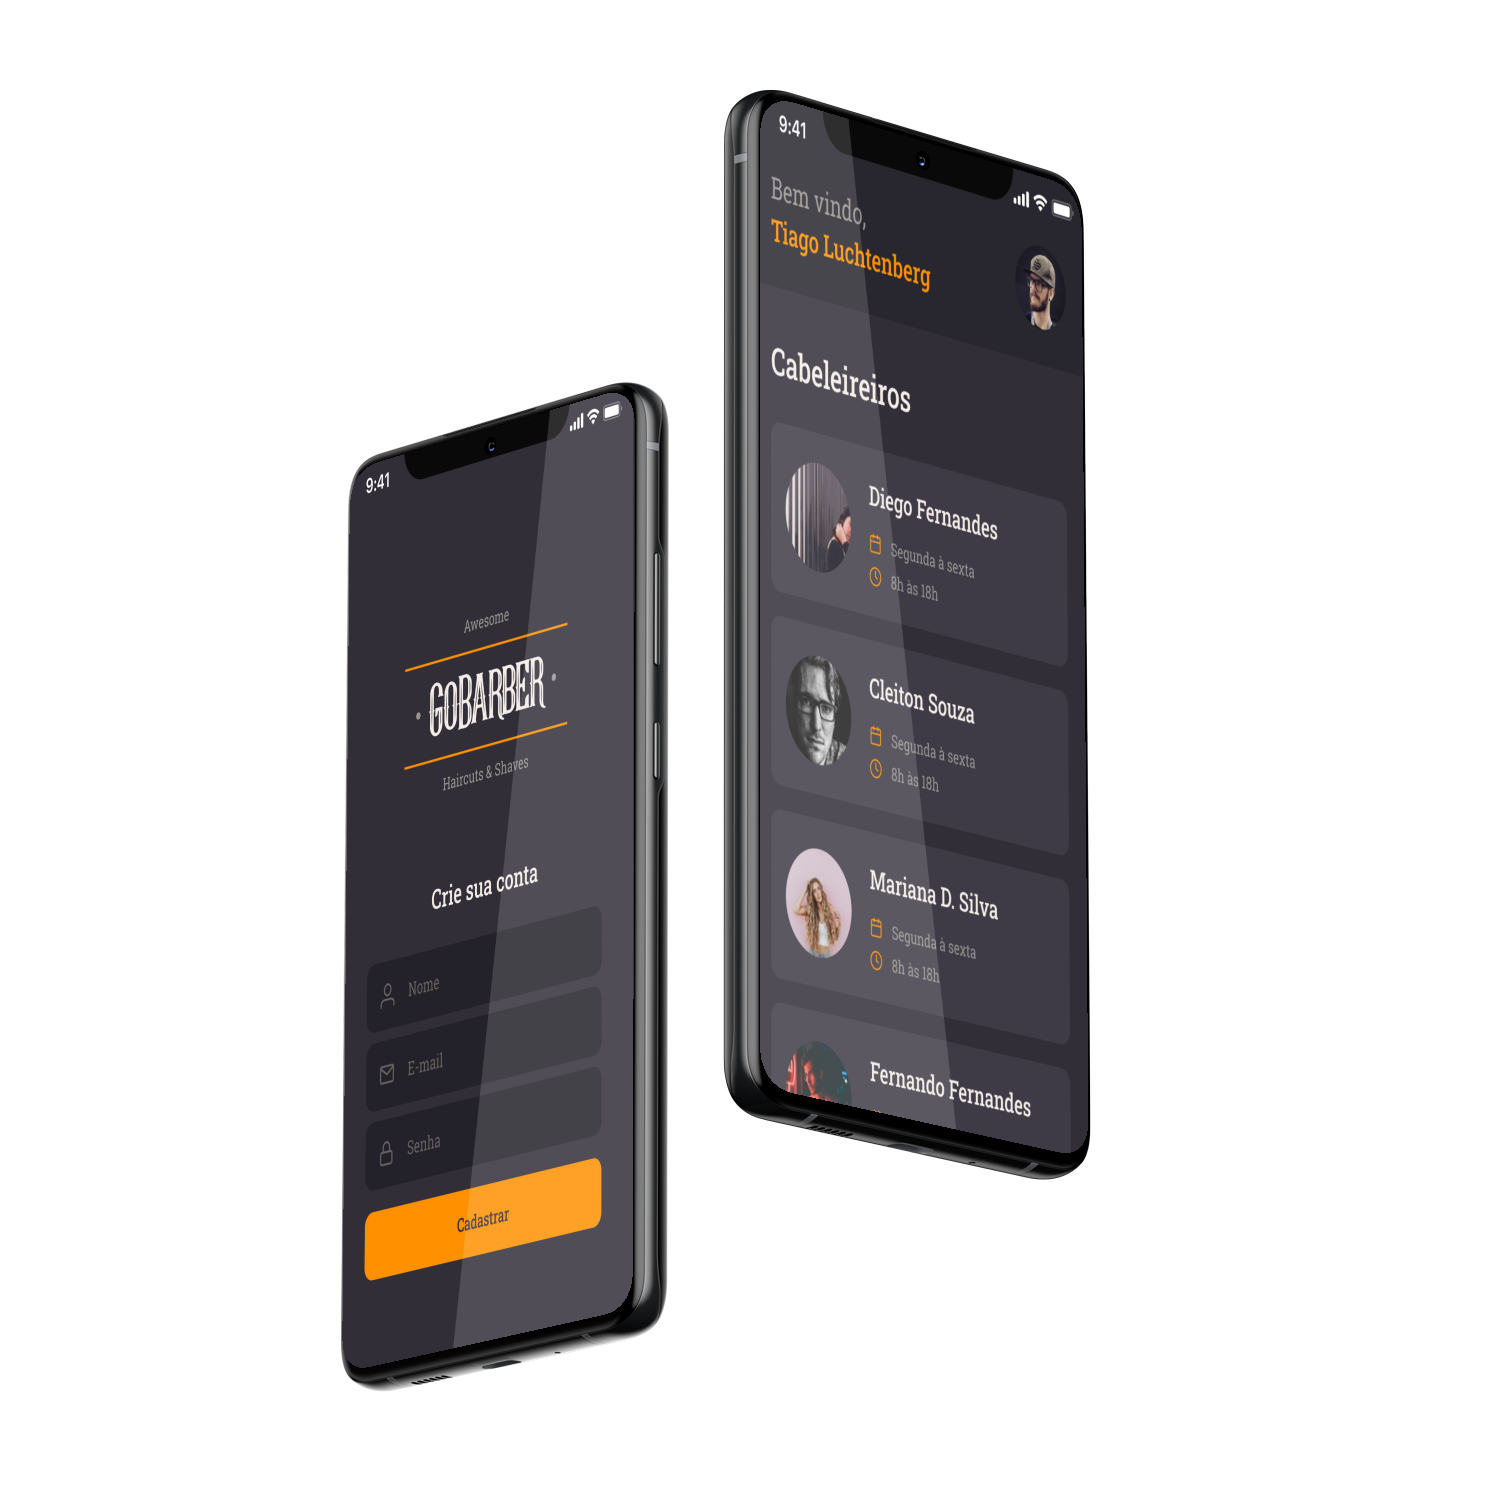 9:41
Awesome
GOBARBER
Haircuts & Shaves
Crie sua conta
Nome
E-mail
Senha
Cadastrar
9:41
Bem vindo,
Tiago Luchtenberg
Cabeleireiros
Diego Fernandes
Segunda à sexta
8h às 18h
Cleiton Souza
Segunda à sexta
8h às 18h
Mariana D. Silva
Segunda à sexta
8h às 18h
Fernando Fernandes